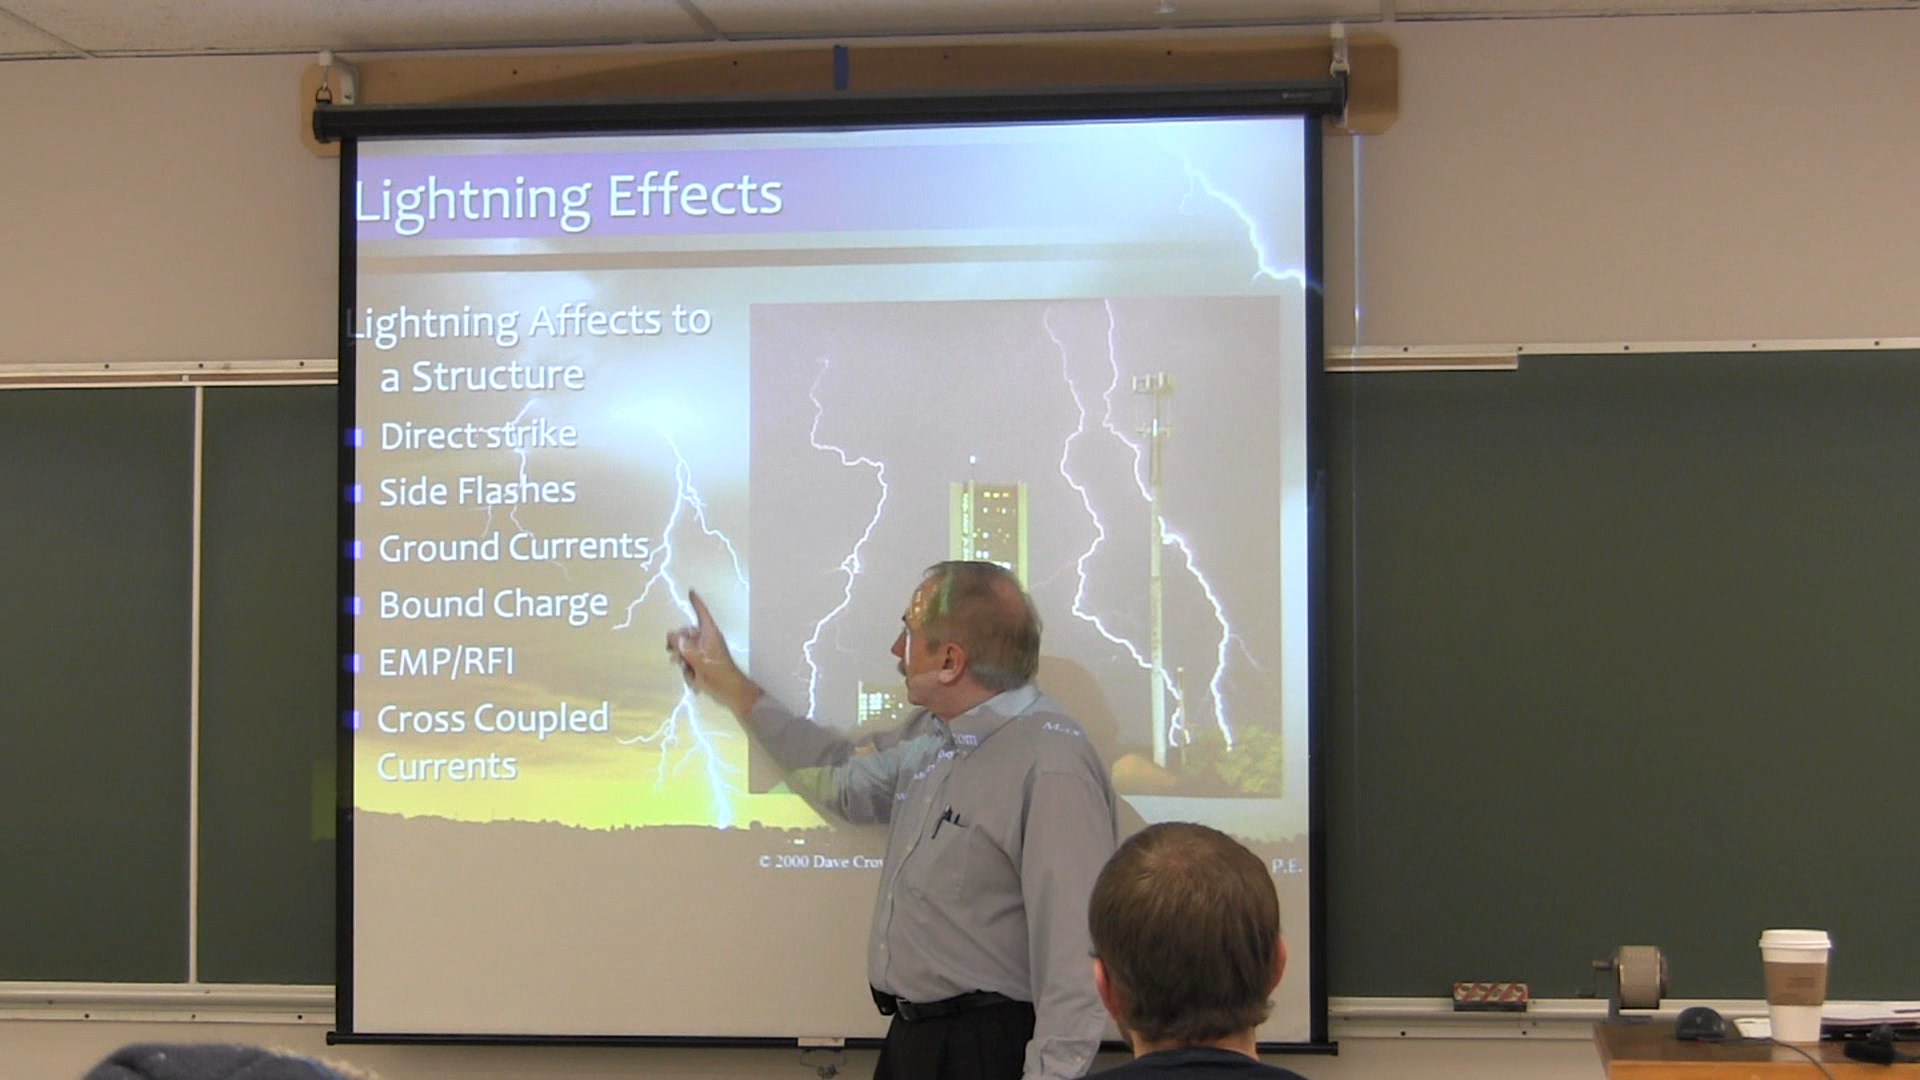 Lightning Effects
Lightning Affects to
a Structure
Direct strike
Side Flashes
Ground Currents
Bound Charge
EMP/RFI
Cross Coupled
Currents
© 2000 Dave
P.E.